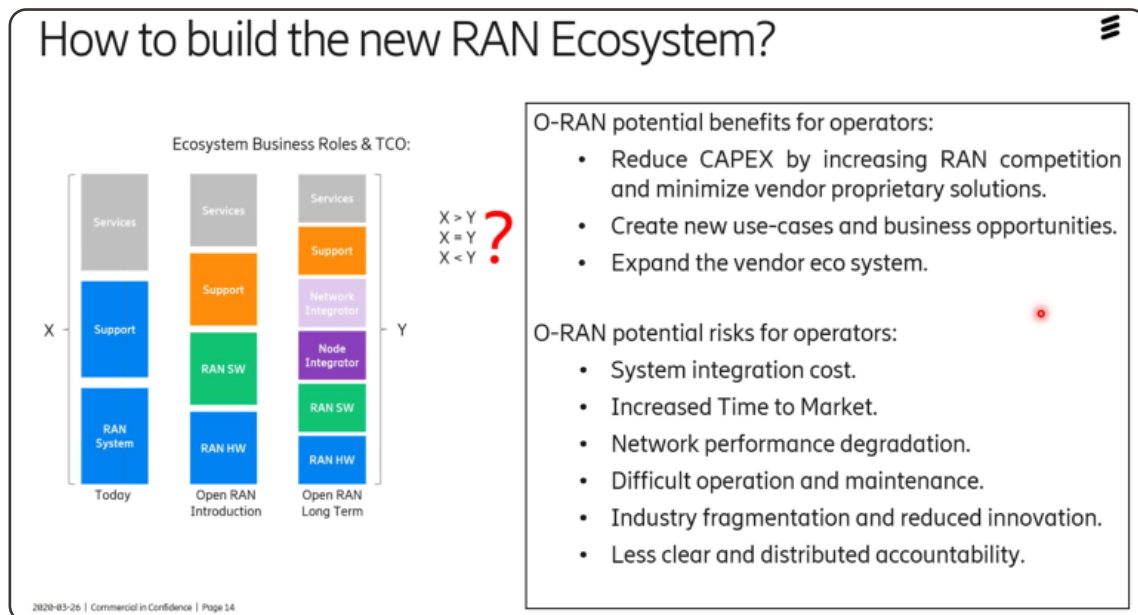 How to build the new RAN Ecosystem?
Ecosystem Business Roles & TCO:
X
Services
Support
RAN
System
Today
Services
Support
RAN SW
RAN HW
Open RAN
Introduction
Services
Support
Network
Integrator
Node
Integrator
RAN SW
RAN HW
Open RAN
Long Term
Y
X > Y
X = Y
X < Y
?
O-RAN potential benefits for operators:
• Reduce CAPEX by increasing RAN competition
and minimize vendor proprietary solutions.
• Create new use-cases and business opportunities.
• Expand the vendor eco system.
O-RAN potential risks for operators:
• System integration cost.
• Increased Time to Market.
• Network performance degradation.
• Difficult operation and maintenance.
• Industry fragmentation and reduced innovation.
• Less clear and distributed accountability.
2020-03-26 | Commercial in Confidence | Page 14